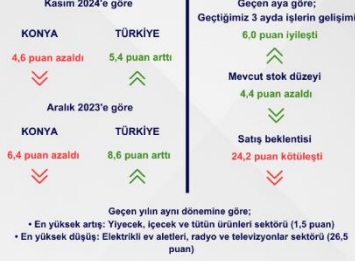 Kasım 2024'e göre
KONYA TÜRKİYE
4,6 puan azaldı 5,4 puan arttı
Aralık 2023'e göre
KONYA TÜRKİYE
6,4 puan azaldı 8,6 puan arttı
Geçen aya göre;
Geçtiğimiz 3 ayda işlerin gelişimi
6,0 puan iyileşti
Mevcut stok düzeyi
4,4 puan azaldı
Satış beklentisi
24,2 puan kötüleşti
Geçen yılın aynı dönemine göre;
• En yüksek artış: Yiyecek, içecek ve tütün ürünleri sektörü (1,5 puan)
• En yüksek düşüş: Elektrikli ev aletleri, radyo ve televizyonlar sektörü (26,5
puan)